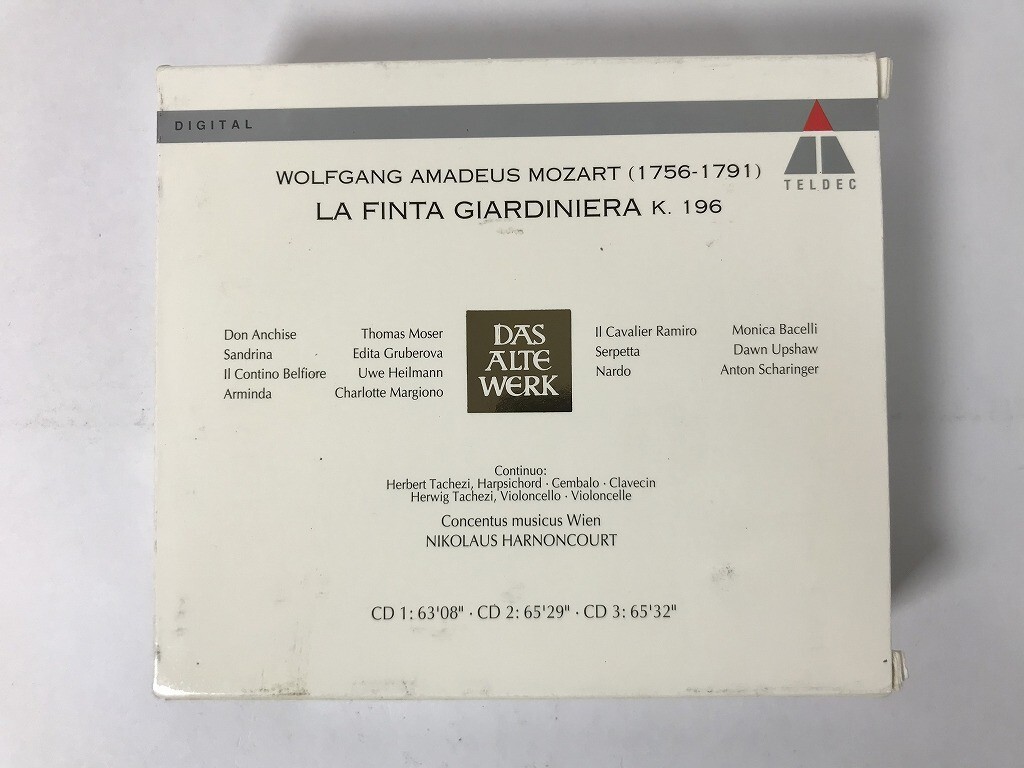 DIGITAL
TELDEC
WOLFGANG AMADEUS MOZART (1756-1791)
LA FINTA GIARDINIERA K. 196
Don Anchise Thomas Moser
Sandrina Edita Gruberova
Il Contino Belfiore Uwe Heilmann
Arminda Charlotte Margiono
DAS
ALTE
WERK
Il Cavalier Ramiro Monica Bacelli
Serpetta Dawn Upshaw
Nardo Anton Scharinger
Continuo:
Herbert Tachezi, Harpsichord · Cembalo · Clavecin
Herwig Tachezi, Violoncello · Violoncelle
Concentus musicus Wien
NIKOLAUS HARNONCOURT
CD 1: 63'08" · CD 2: 65'29" · CD 3: 65'32"